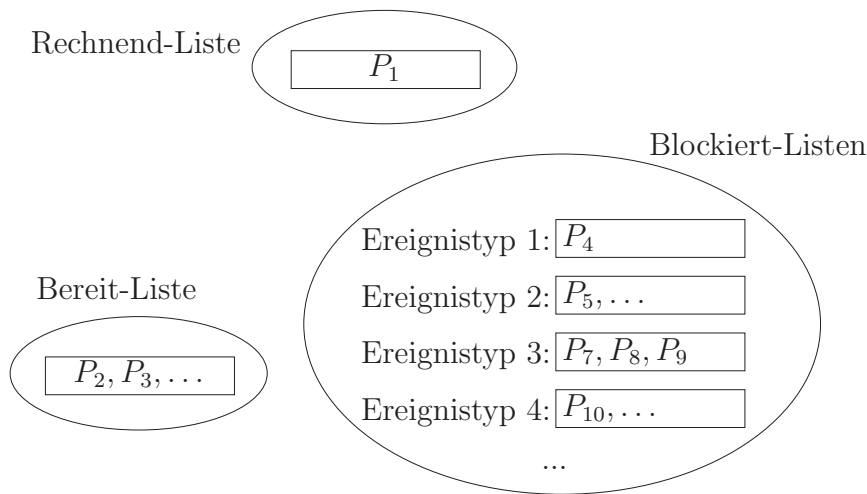 Rechnend-Liste
P₁
Blockiert-Listen
Ereignistyp 1: P₄
Ereignistyp 2: P₅, . . .
Ereignistyp 3: P₇, P₈, P₉
Ereignistyp 4: P₁₀, . . .
...
Bereit-Liste
P₂, P₃, . . .